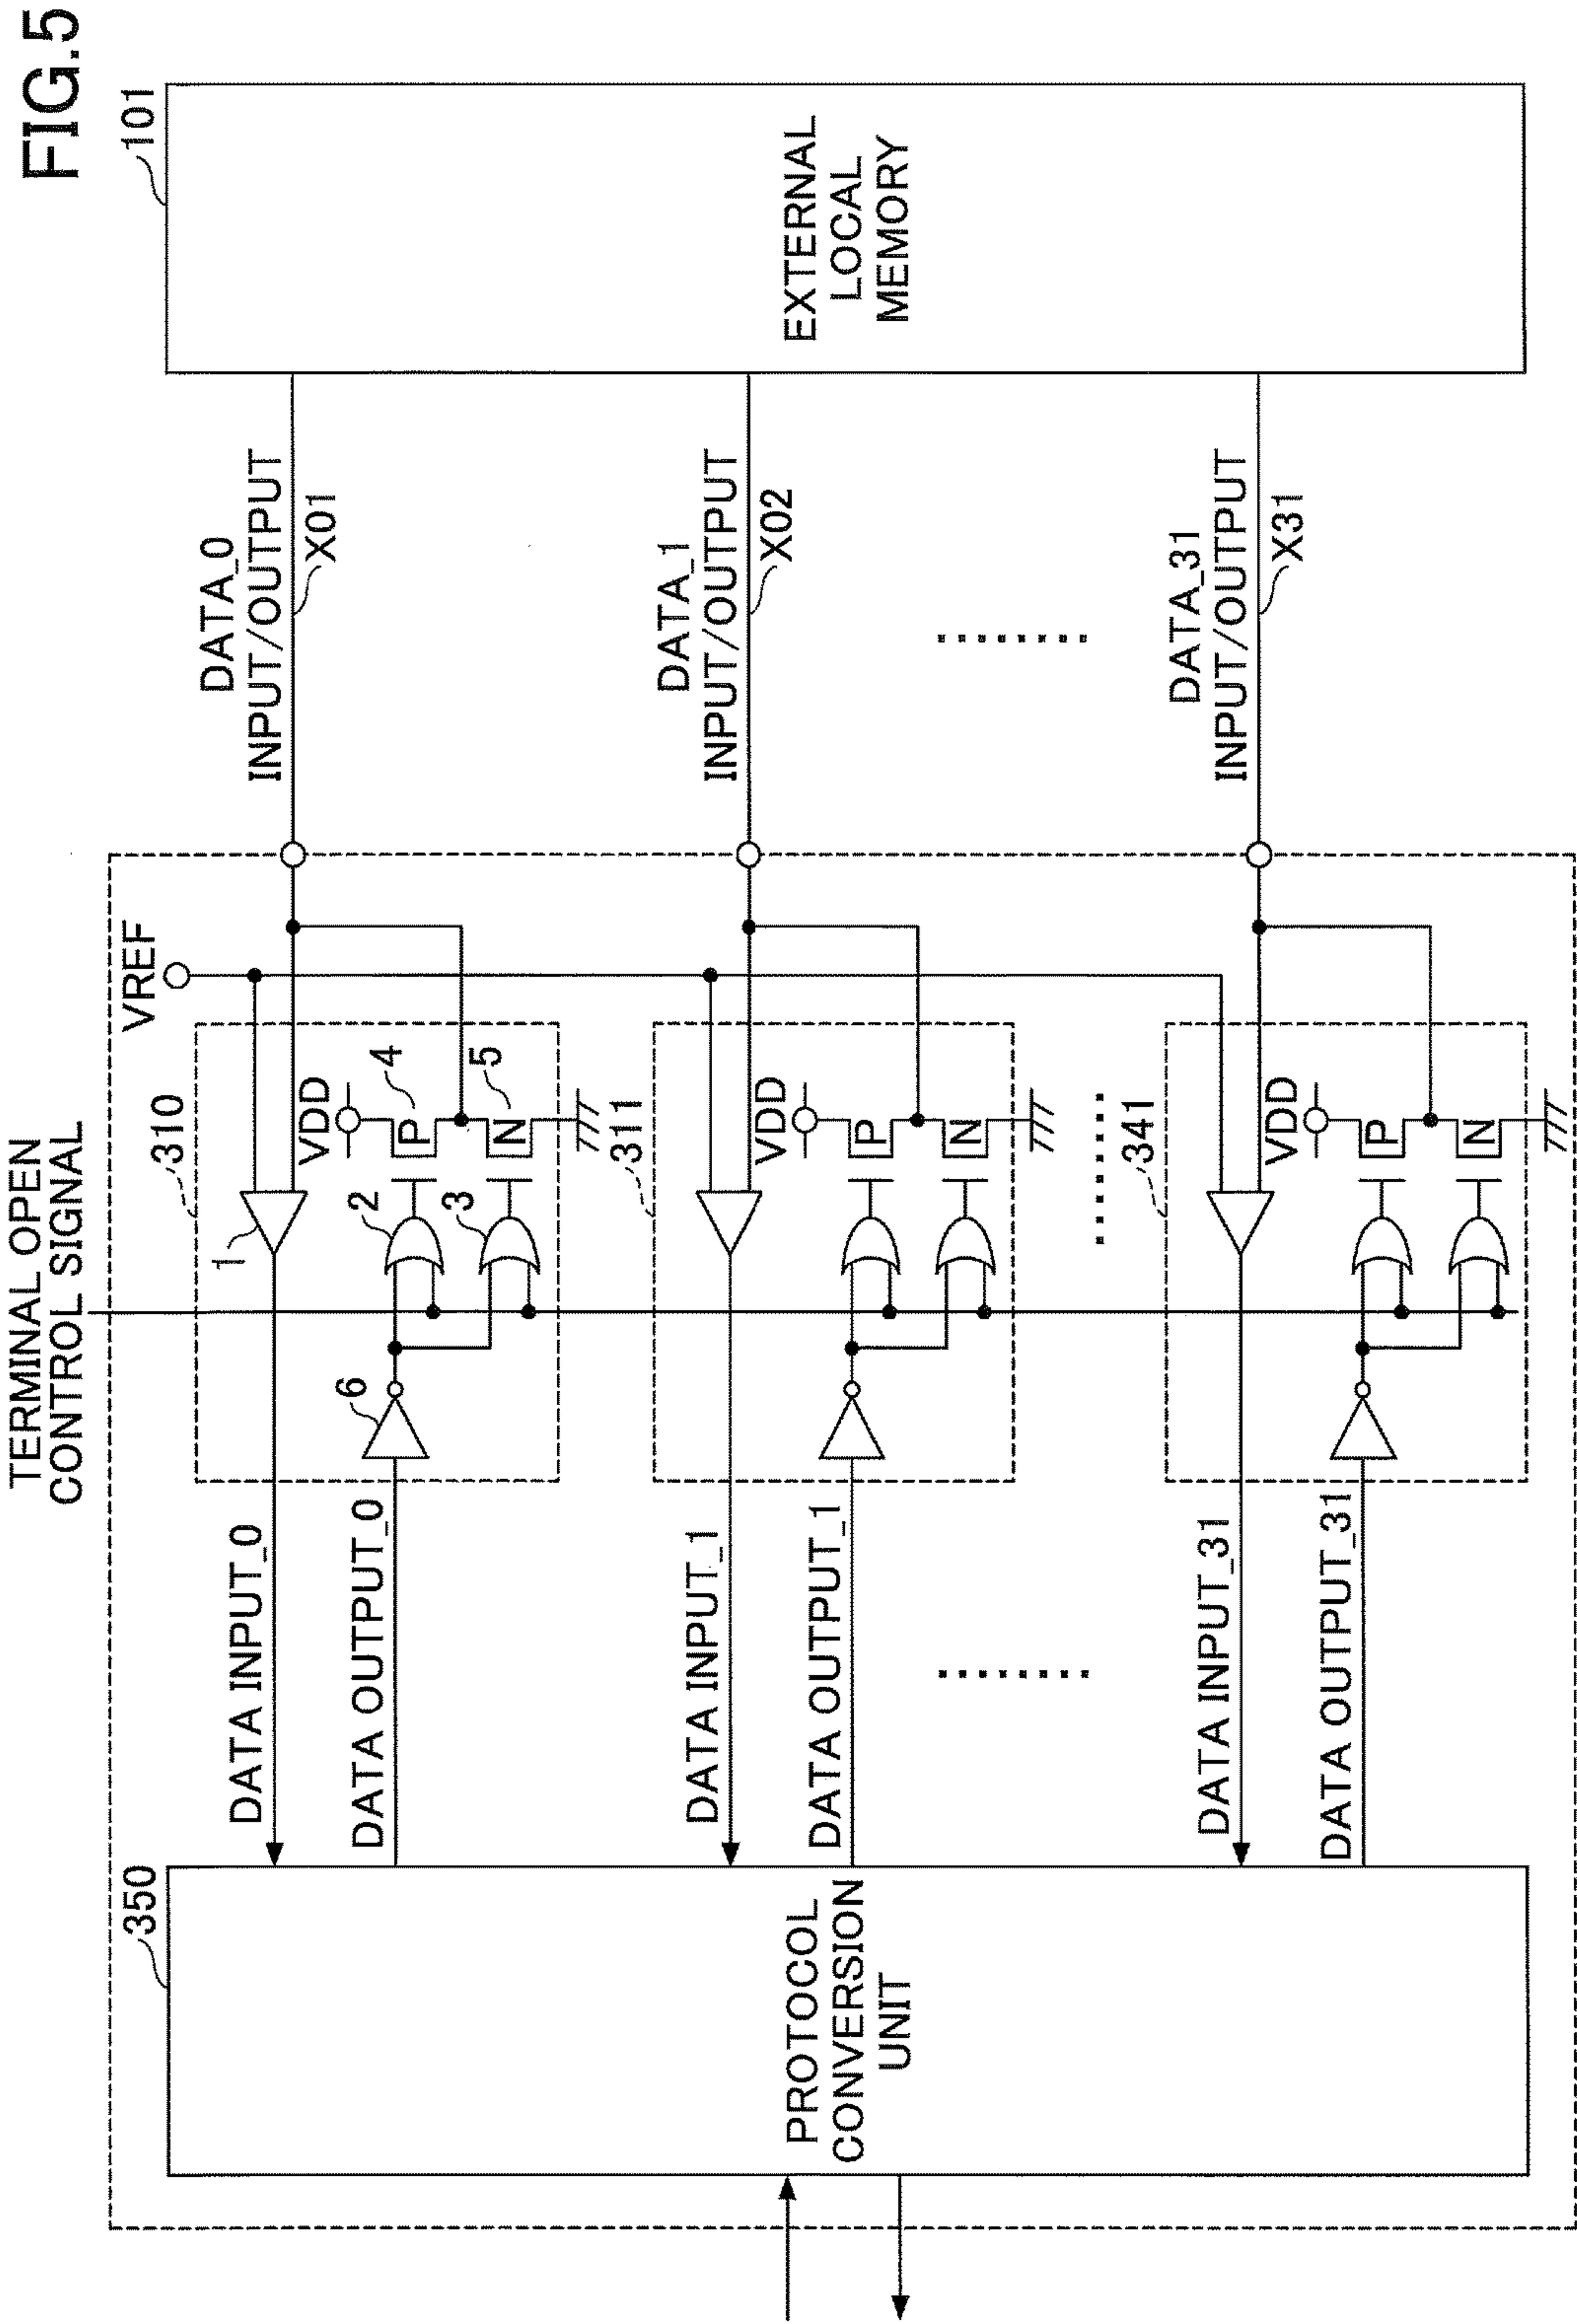 FIG.5
TERMINAL OPEN
CONTROL SIGNAL
350
PROTOCOL
CONVERSION
UNIT
DATA INPUT_0
DATA OUTPUT_0
DATA INPUT_1
DATA OUTPUT_1
DATA INPUT_31
DATA OUTPUT_31
310
1
2
3
4
5
6
VDD
P
N
VREF
311
VDD
P
N
341
VDD
P
N
DATA_0
INPUT/OUTPUT
X01
DATA_1
INPUT/OUTPUT
X02
DATA_31
INPUT/OUTPUT
X31
101
EXTERNAL
LOCAL
MEMORY